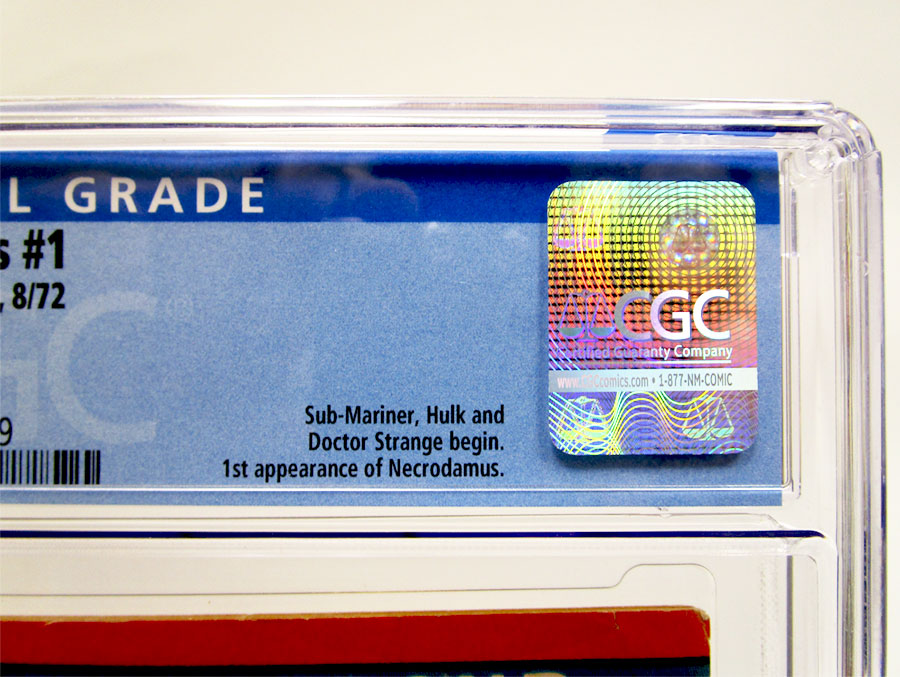 L GRADE
s #1
, 8/72
9
Sub-Mariner, Hulk and
Doctor Strange begin.
1st appearance of Necrodamus.
CGC
Certified Guaranty Company
www.CGCcomics.com • 1-877-NM-COMIC
GC